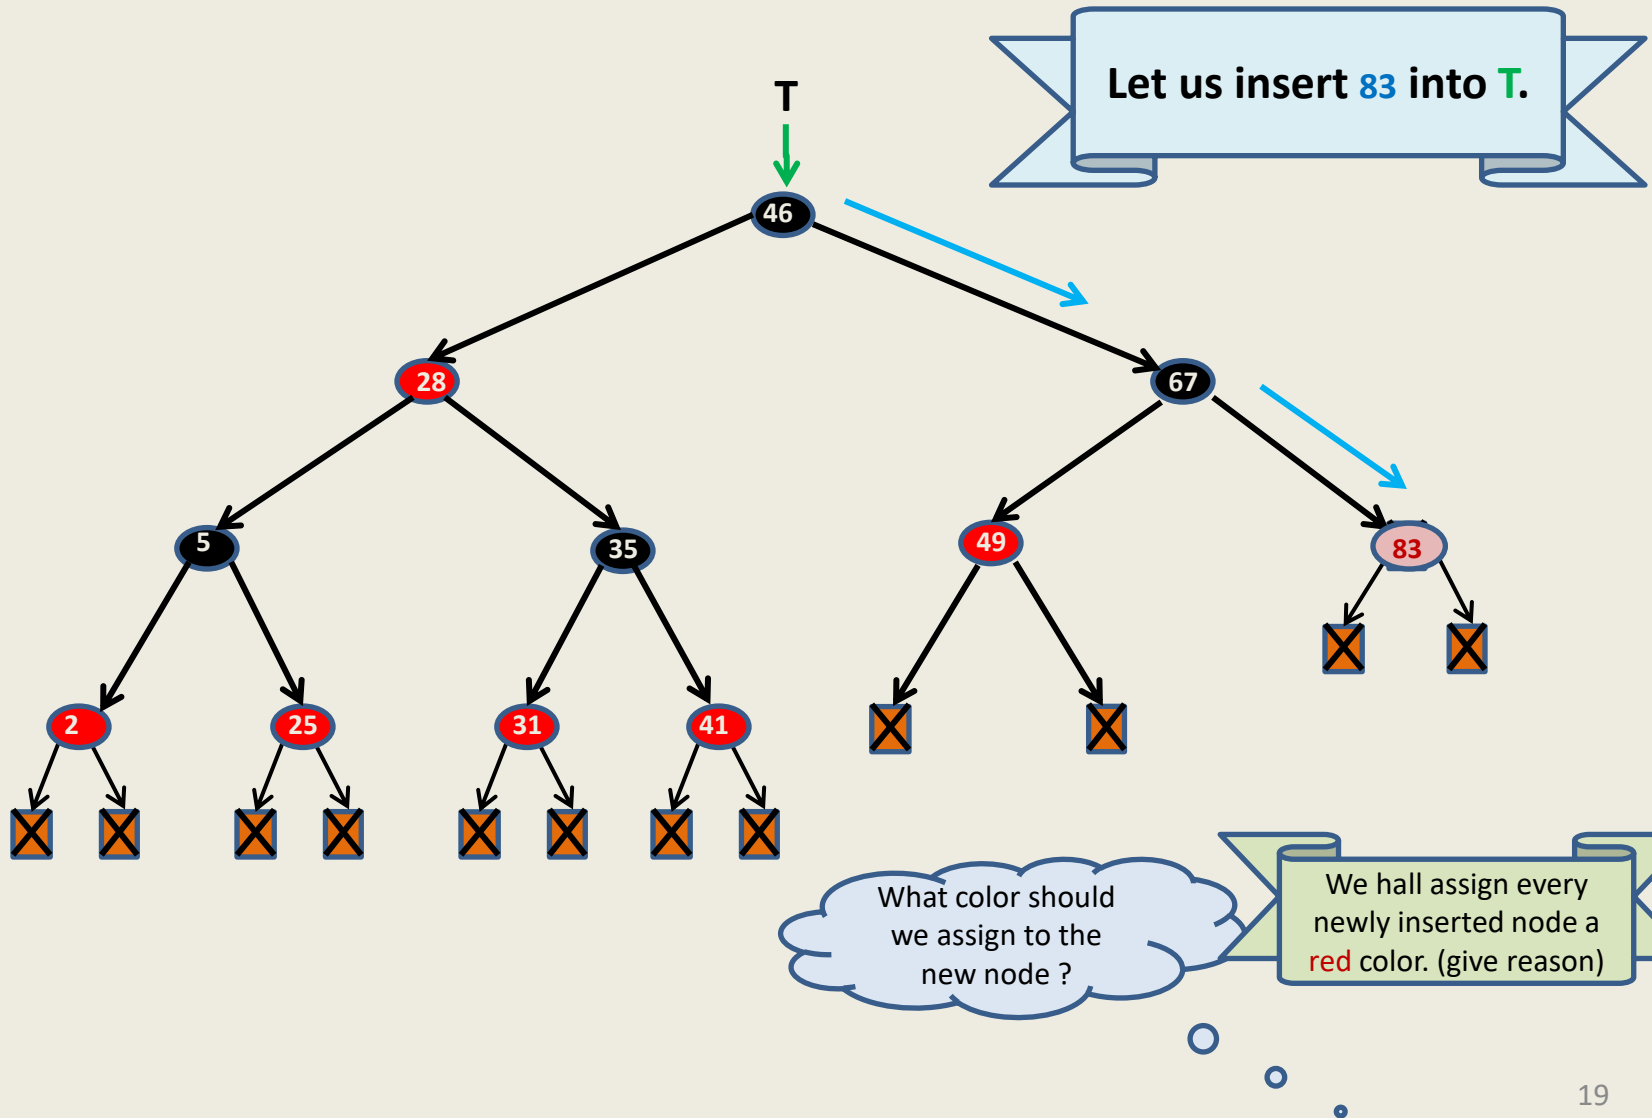 Let us insert 83 into T.
T
46
28
67
5
35
49
83
2
25
31
41
What color should
we assign to the
new node ?
We hall assign every
newly inserted node a
red color. (give reason)
19